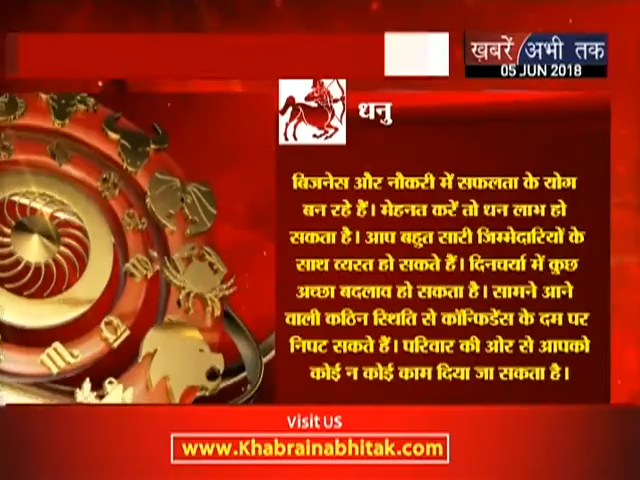 ख़बरें अभी तक
05 JUN 2018
धनु
बिजनेस और नौकरी में सफलता के योग
बन रहे हैं। मेहनत करें तो धन लाभ हो
सकता है। आप बहुत सारी जिम्मेदारियों के
साथ व्यस्त हो सकते हैं। दिनचर्या में कुछ
अच्छा बदलाव हो सकता है। सामने आने
वाली कठिन स्थिति से कॉन्फिडेंस के दम पर
निपट सकते हैं। परिवार की ओर से आपको
कोई न कोई काम दिया जा सकता है।
visit us
www.Khabrainabhitak.com